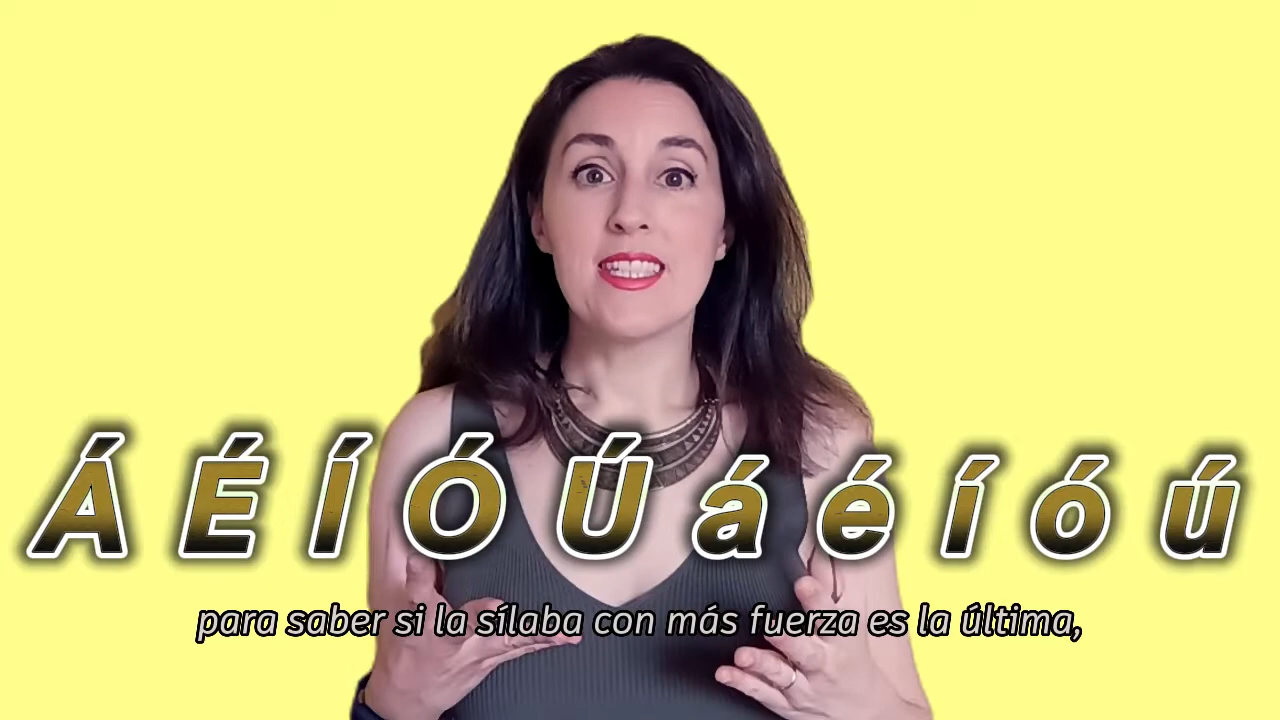 Á É Í Ó Ú á é í ó ú
para saber si la sílaba con más fuerza es la última,